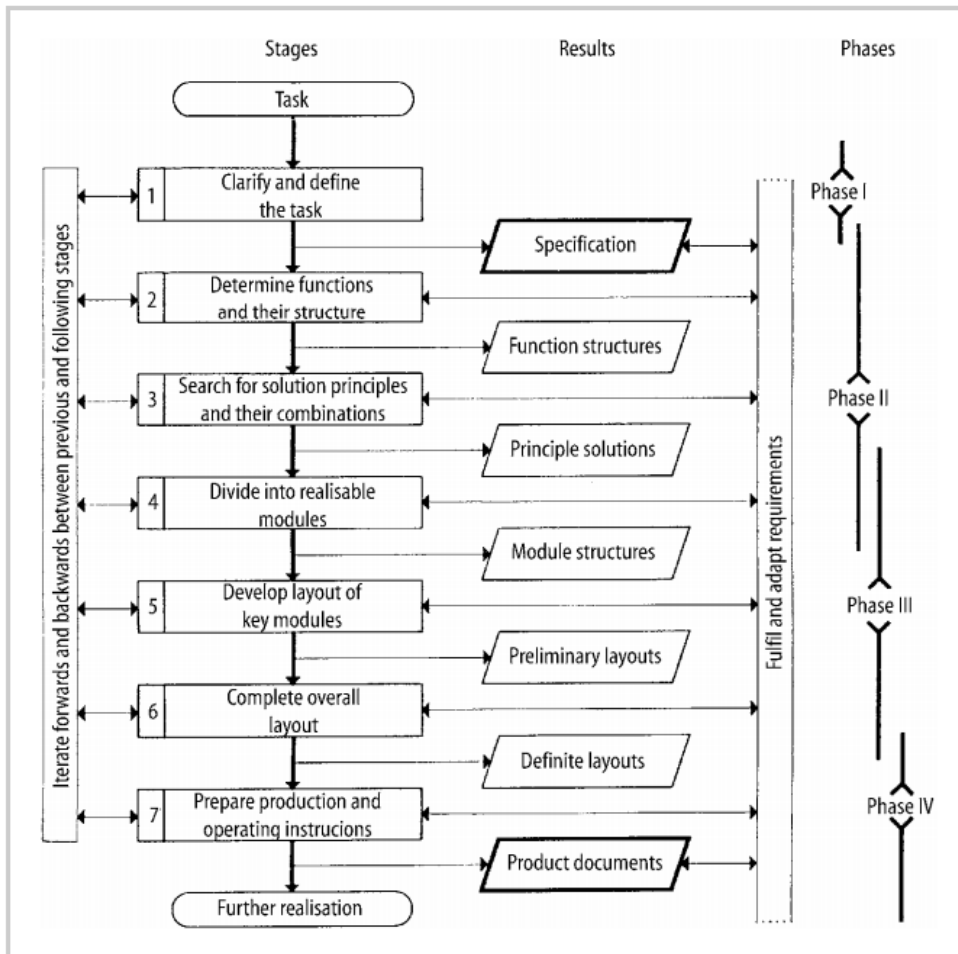 Stages
Results
Phases
Task
1
Clarify and define
the task
Phase I
Specification
2
Determine functions
and their structure
Function structures
3
Search for solution principles
and their combinations
Phase II
Principle solutions
4
Divide into realisable
modules
Module structures
5
Develop layout of
key modules
Phase III
Preliminary layouts
6
Complete overall
layout
Definite layouts
7
Prepare production and
operating instrucions
Phase IV
Product documents
Further realisation
Iterate forwards and backwards between previous and following stages
Fulfil and adapt requirements